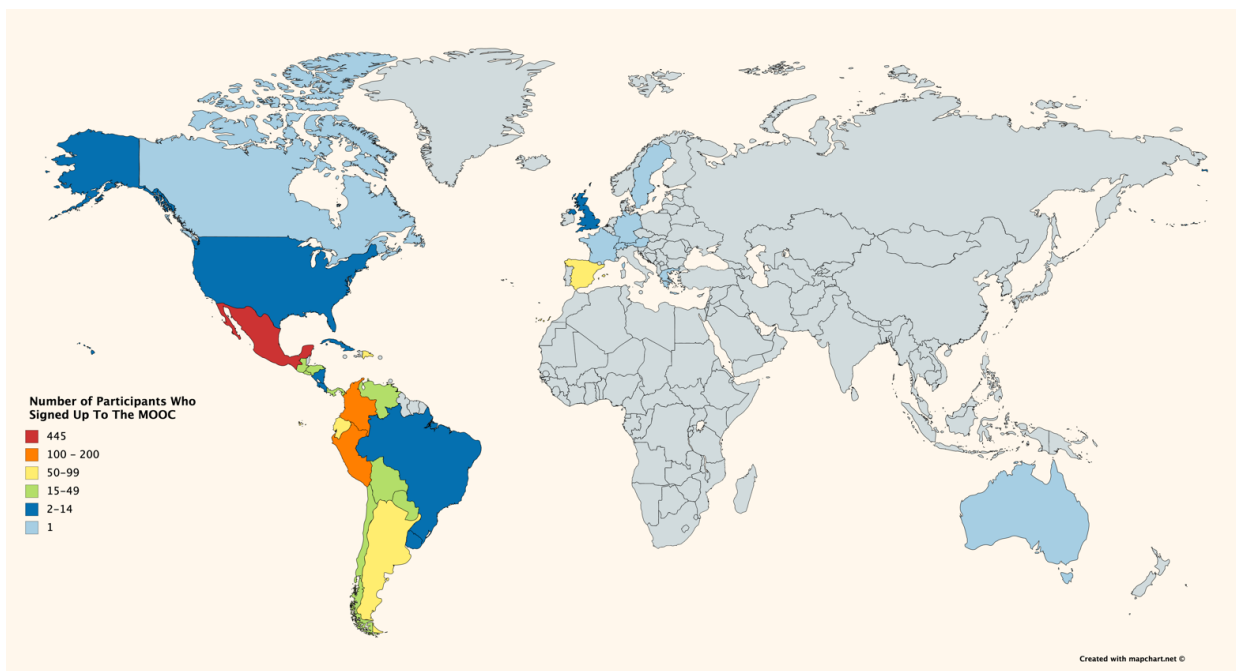 Number of Participants Who
Signed Up To The MOOC
445
100 - 200
50-99
15-49
2-14
1
Created with mapchart.net ©